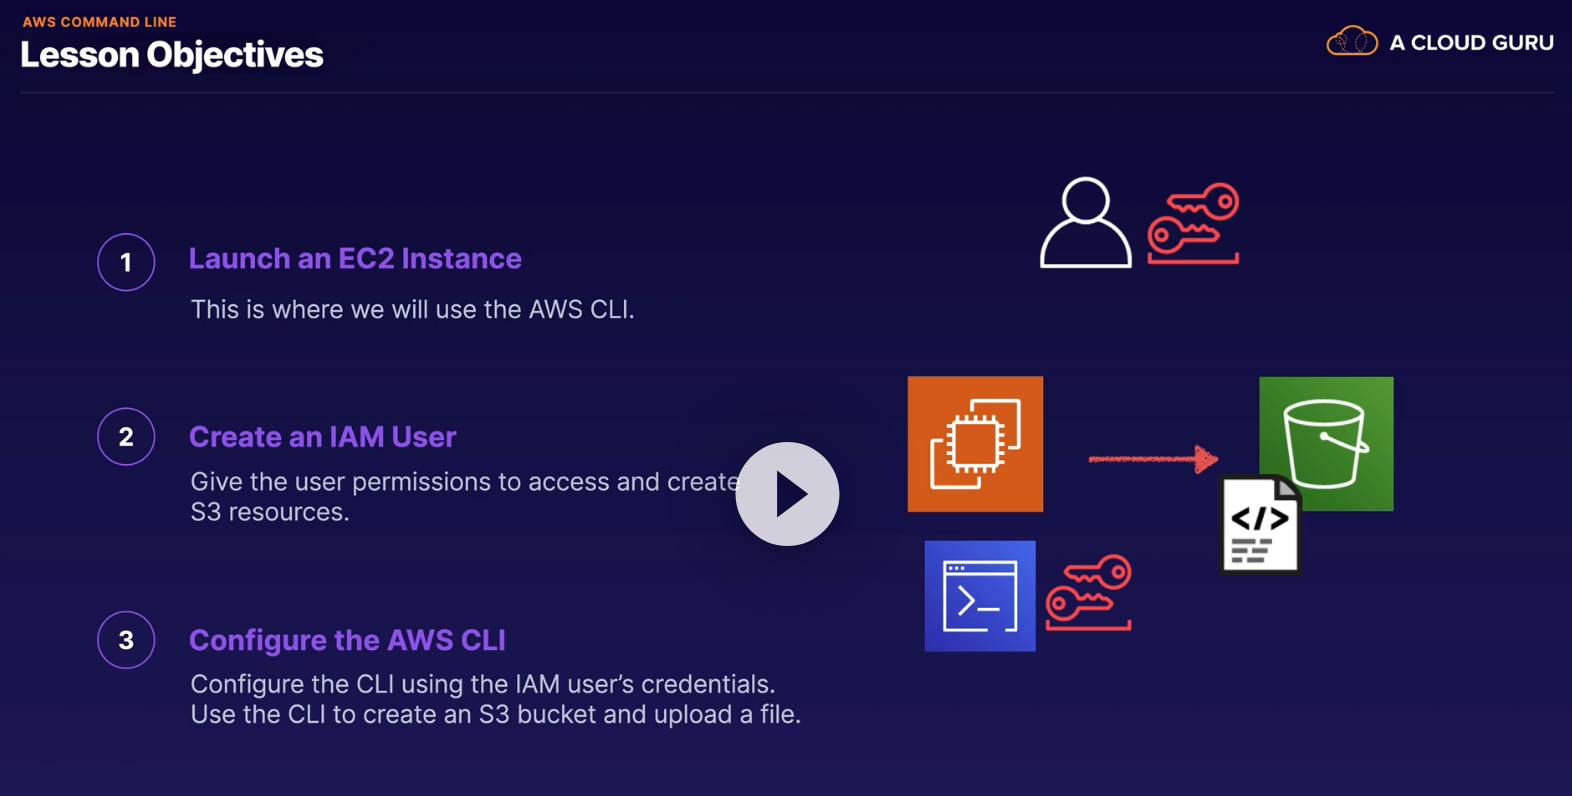 AWS COMMAND LINE
Lesson Objectives
A CLOUD GURU
1
Launch an EC2 Instance
This is where we will use the AWS CLI.
2
Create an IAM User
Give the user permissions to access and create
S3 resources.
</>
3
Configure the AWS CLI
Configure the CLI using the IAM user’s credentials.
Use the CLI to create an S3 bucket and upload a file.